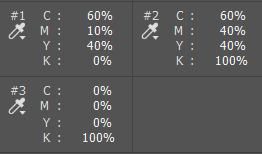 #1 C : 60%
M : 10%
Y : 40%
K : 0%
#2 C : 60%
M : 40%
Y : 40%
K : 100%
#3 C : 0%
M : 0%
Y : 0%
K : 100%